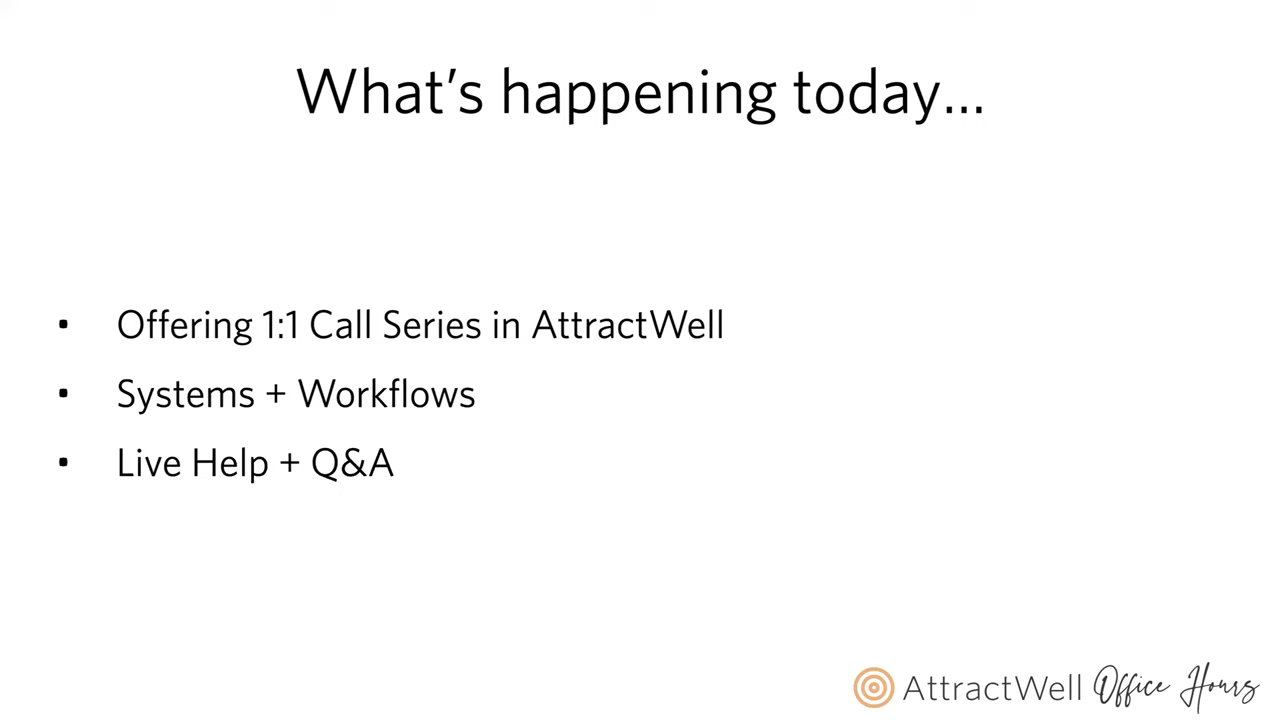 What’s happening today…
• Offering 1:1 Call Series in AttractWell
• Systems + Workflows
• Live Help + Q&A
AttractWell Office Hours